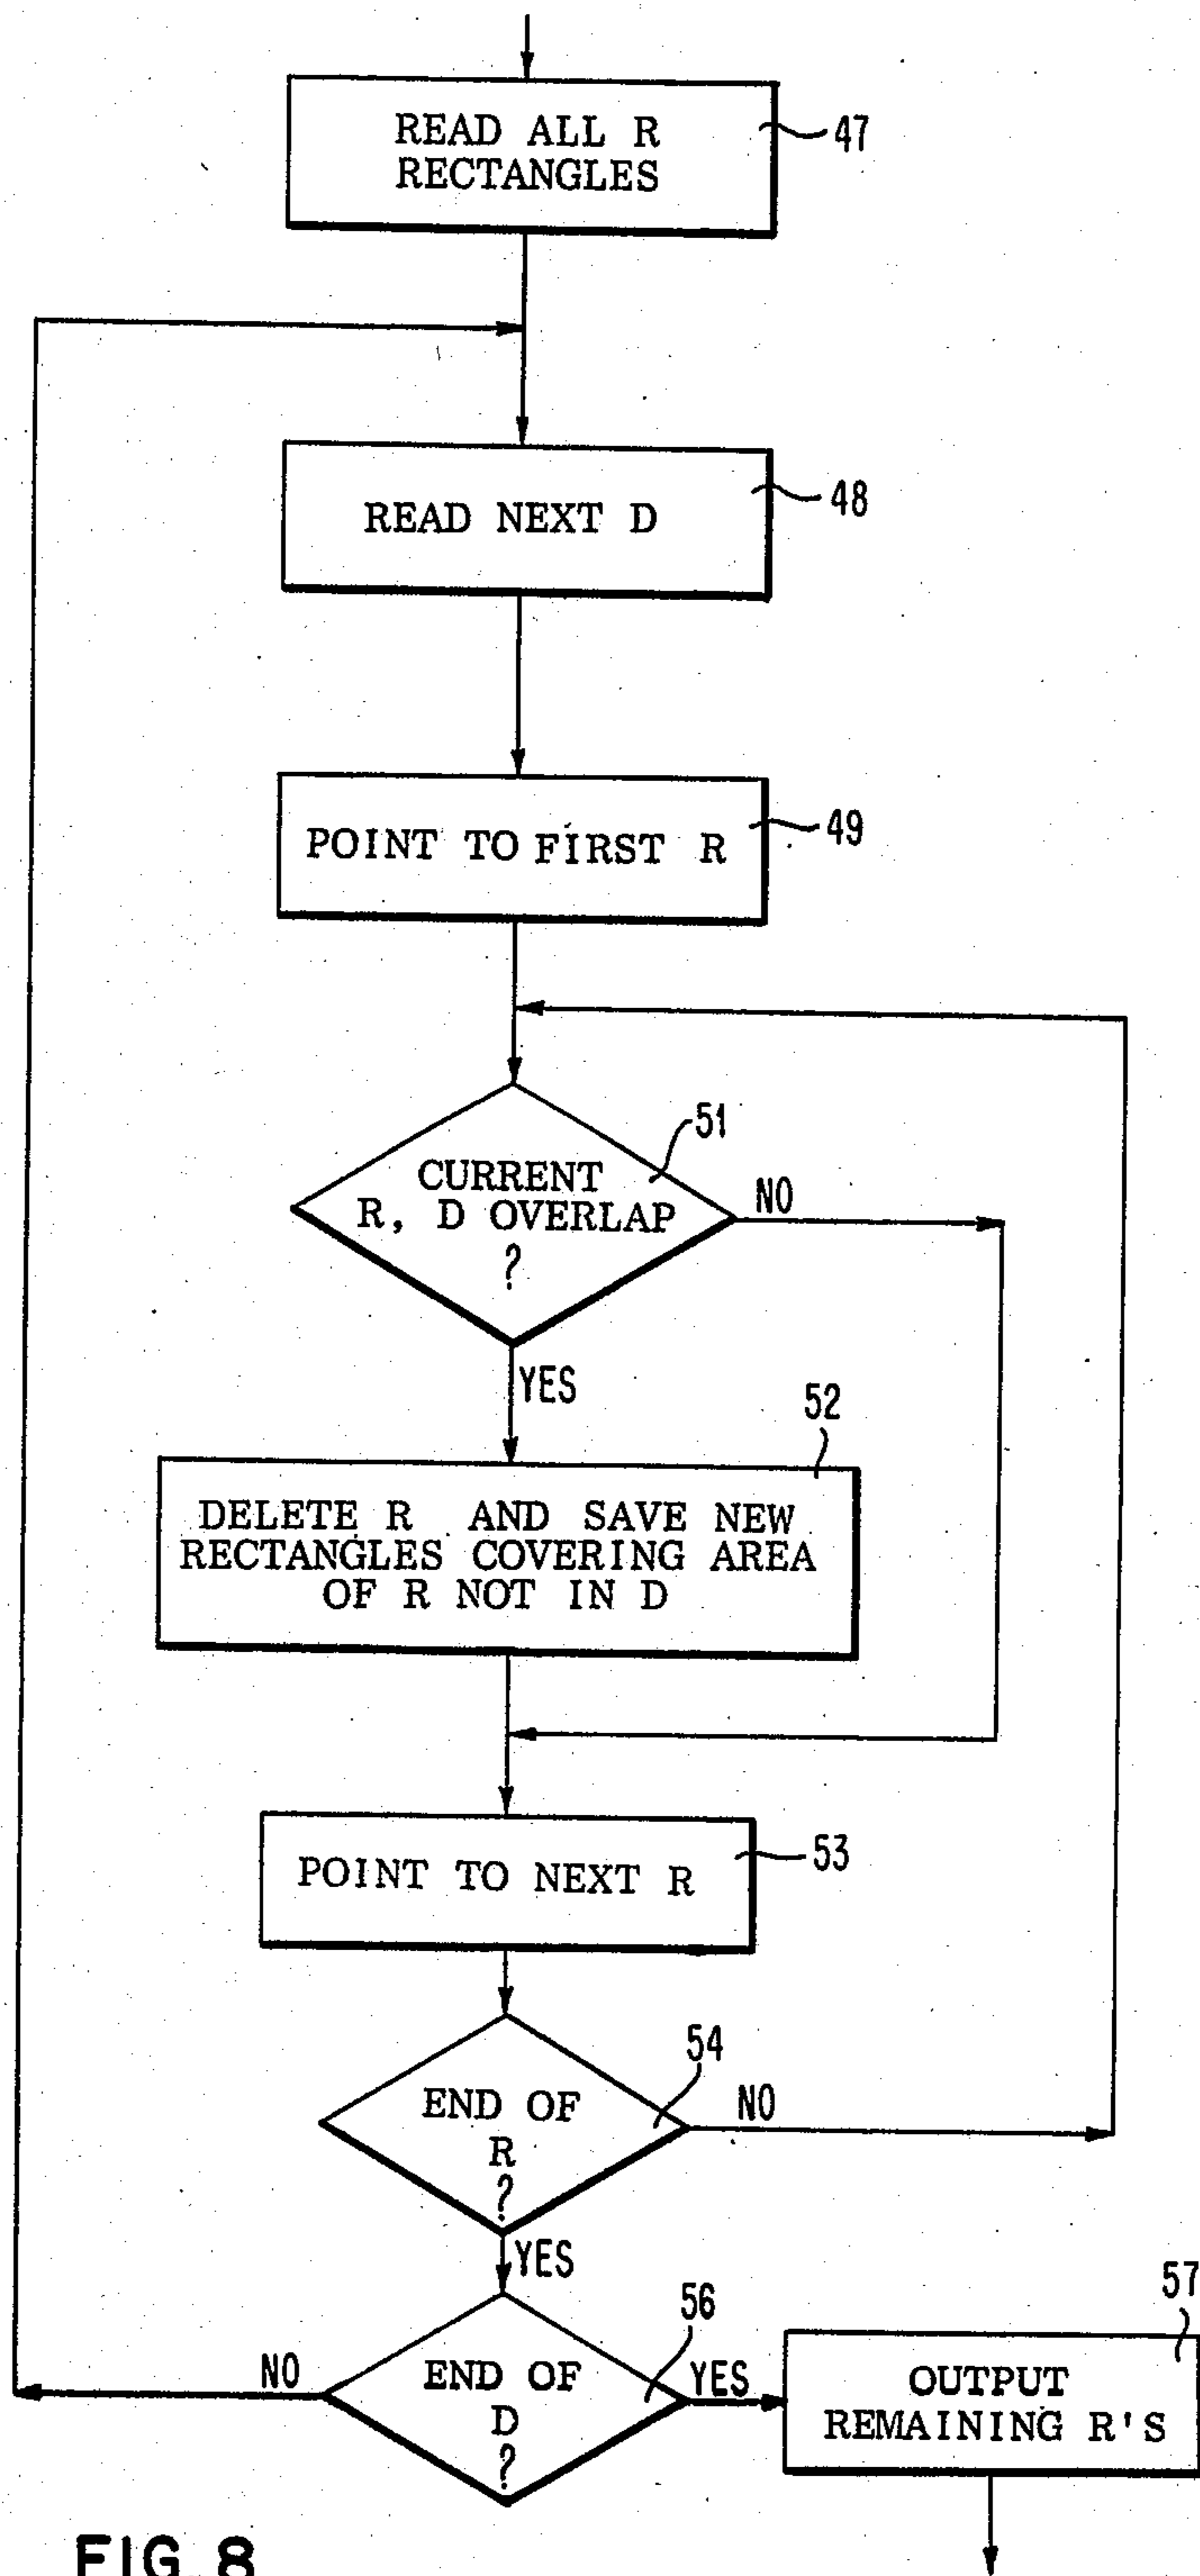 READ ALL R
RECTANGLES
47
READ NEXT D
48
POINT TO FIRST R
49
51
CURRENT
R, D OVERLAP
?
NO
YES
52
DELETE R AND SAVE NEW
RECTANGLES COVERING AREA
OF R NOT IN D
POINT TO NEXT R
53
54
END OF
R
?
NO
YES
56
57
END OF
D
?
NO
YES
OUTPUT
REMAINING R'S
FIG. 8